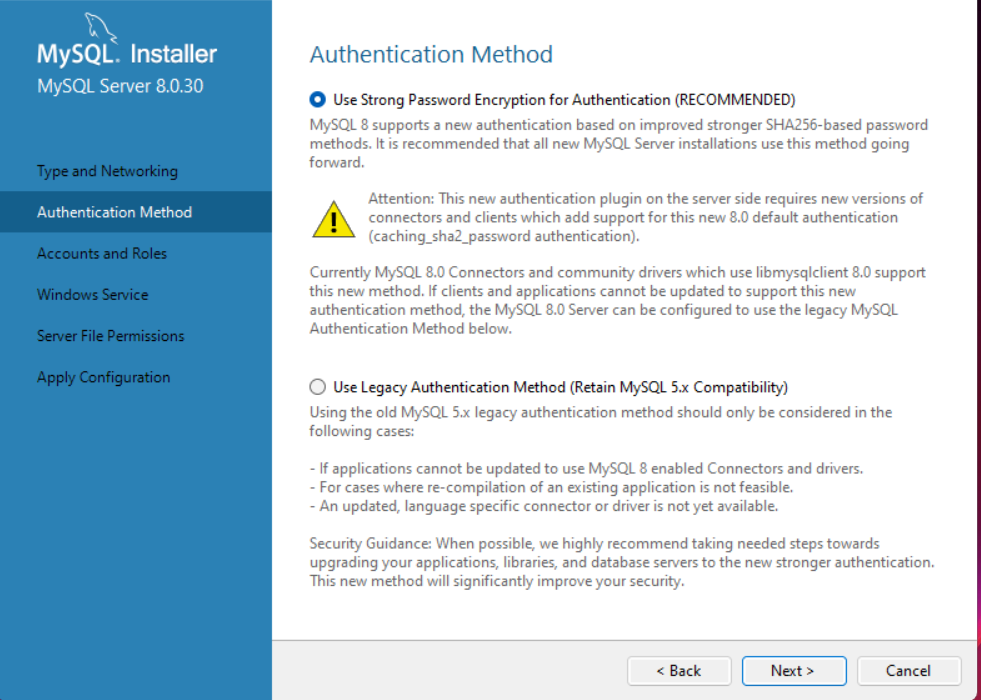 MySQL. Installer
MySQL Server 8.0.30
Type and Networking
Authentication Method
Accounts and Roles
Windows Service
Server File Permissions
Apply Configuration
Authentication Method
Use Strong Password Encryption for Authentication (RECOMMENDED)
MySQL 8 supports a new authentication based on improved stronger SHA256-based password
methods. It is recommended that all new MySQL Server installations use this method going
forward.
Attention: This new authentication plugin on the server side requires new versions of
connectors and clients which add support for this new 8.0 default authentication
(caching_sha2_password authentication).
Currently MySQL 8.0 Connectors and community drivers which use libmysqlclient 8.0 support
this new method. If clients and applications cannot be updated to support this new
authentication method, the MySQL 8.0 Server can be configured to use the legacy MySQL
Authentication Method below.
Use Legacy Authentication Method (Retain MySQL 5.x Compatibility)
Using the old MySQL 5.x legacy authentication method should only be considered in the
following cases:
- If applications cannot be updated to use MySQL 8 enabled Connectors and drivers.
- For cases where re-compilation of an existing application is not feasible.
- An updated, language specific connector or driver is not yet available.
Security Guidance: When possible, we highly recommend taking needed steps towards
upgrading your applications, libraries, and database servers to the new stronger authentication.
This new method will significantly improve your security.
< Back
Next >
Cancel